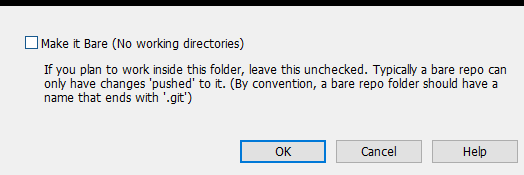 Make it Bare (No working directories)
If you plan to work inside this folder, leave this unchecked. Typically a bare repo can
only have changes 'pushed' to it. (By convention, a bare repo folder should have a
name that ends with '.git')
OK Cancel Help